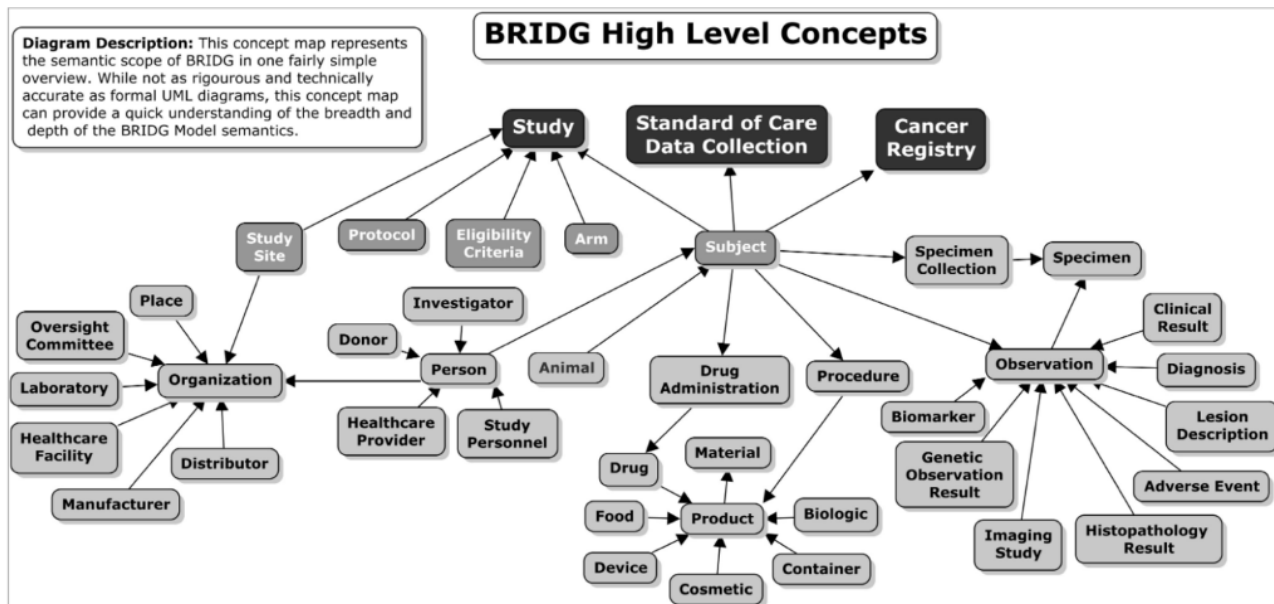 BRIDG High Level Concepts
Diagram Description: This concept map represents
the semantic scope of BRIDG in one fairly simple
overview. While not as rigourous and technically
accurate as formal UML diagrams, this concept map
can provide a quick understanding of the breadth and
depth of the BRIDG Model semantics.
Study
Standard of Care
Data Collection
Cancer
Registry
Study
Site
Protocol
Eligibility
Criteria
Arm
Subject
Specimen
Collection
Specimen
Place
Investigator
Clinical
Result
Oversight
Committee
Donor
Organization
Person
Animal
Drug
Administration
Procedure
Observation
Diagnosis
Laboratory
Healthcare
Provider
Study
Personnel
Biomarker
Lesion
Description
Healthcare
Facility
Distributor
Manufacturer
Drug
Material
Genetic
Observation
Result
Adverse Event
Food
Product
Biologic
Imaging
Study
Histopathology
Result
Device
Cosmetic
Container